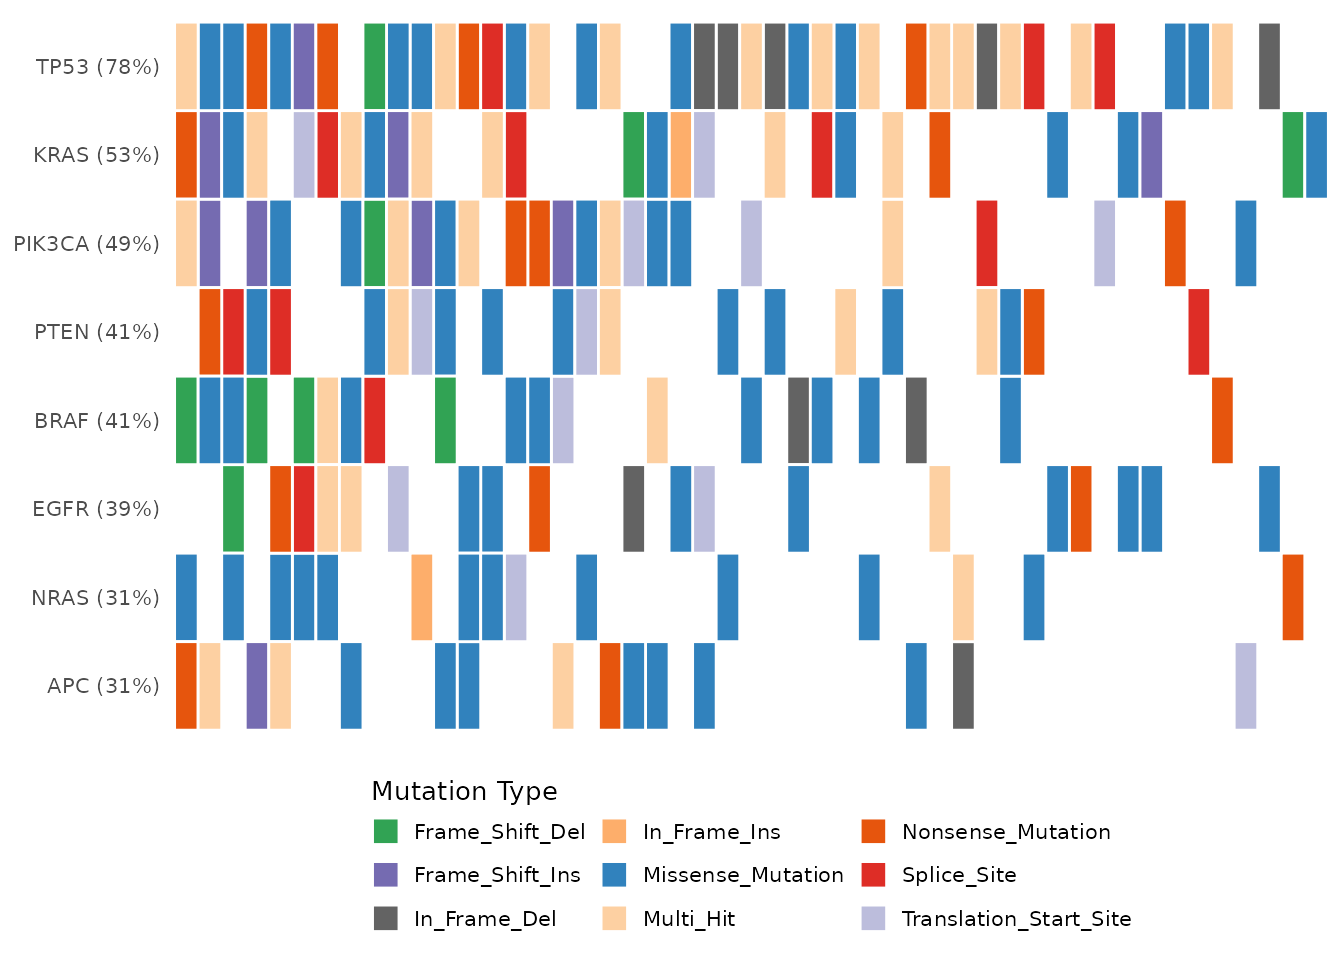 TP53 (78%)
KRAS (53%)
PIK3CA (49%)
PTEN (41%)
BRAF (41%)
EGFR (39%)
NRAS (31%)
APC (31%)
Mutation Type
Frame_Shift_Del
In_Frame_Ins
Nonsense_Mutation
Frame_Shift_Ins
Missense_Mutation
Splice_Site
In_Frame_Del
Multi_Hit
Translation_Start_Site